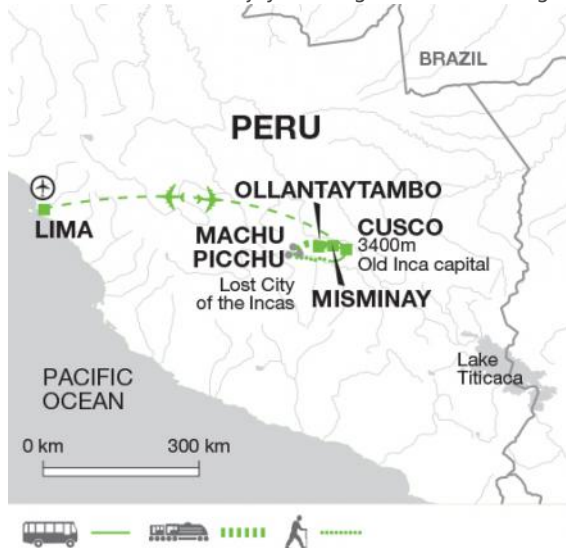 BRAZIL
PERU
OLLANTAYTAMBO
LIMA
MACHU
PICCHU
CUSCO
3400m
Old Inca capital
Lost City
of the Incas
MISMINAY
Lake
Titicaca
PACIFIC
OCEAN
0 km
300 km